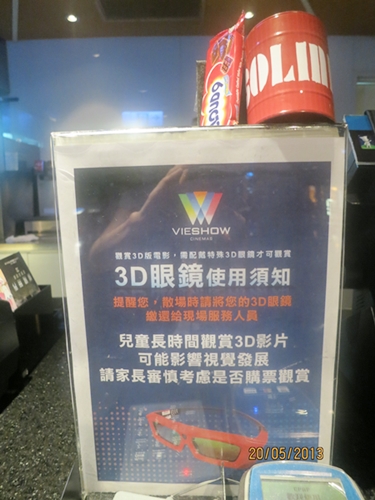 COLI
VIESHOW
CINEMAS
觀賞3D版電影，需配戴特殊3D眼鏡才可觀賞
3D眼鏡使用須知
提醒您，散場時請將您的3D眼鏡
繳還給現場服務人員
兒童長時間觀賞3D影片
可能影響視覺發展
請家長審慎考慮是否購票觀賞
20/05/2013